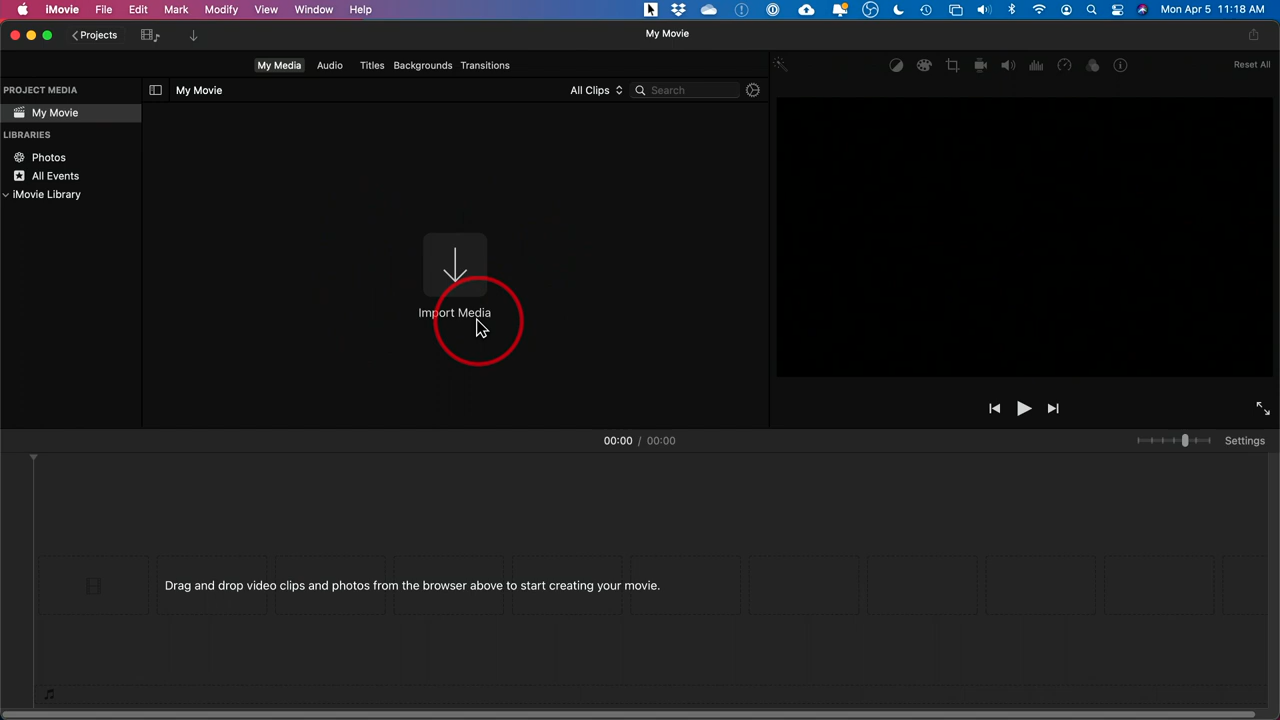 iMovie File Edit Mark Modify View Window Help Mon Apr 5 11:18 AM
Projects My Movie
My Media Audio Titles Backgrounds Transitions Reset All
PROJECT MEDIA My Movie All Clips Search
My Movie
LIBRARIES
Photos
All Events
iMovie Library
Import Media
00:00 / 00:00 Settings
Drag and drop video clips and photos from the browser above to start creating your movie.